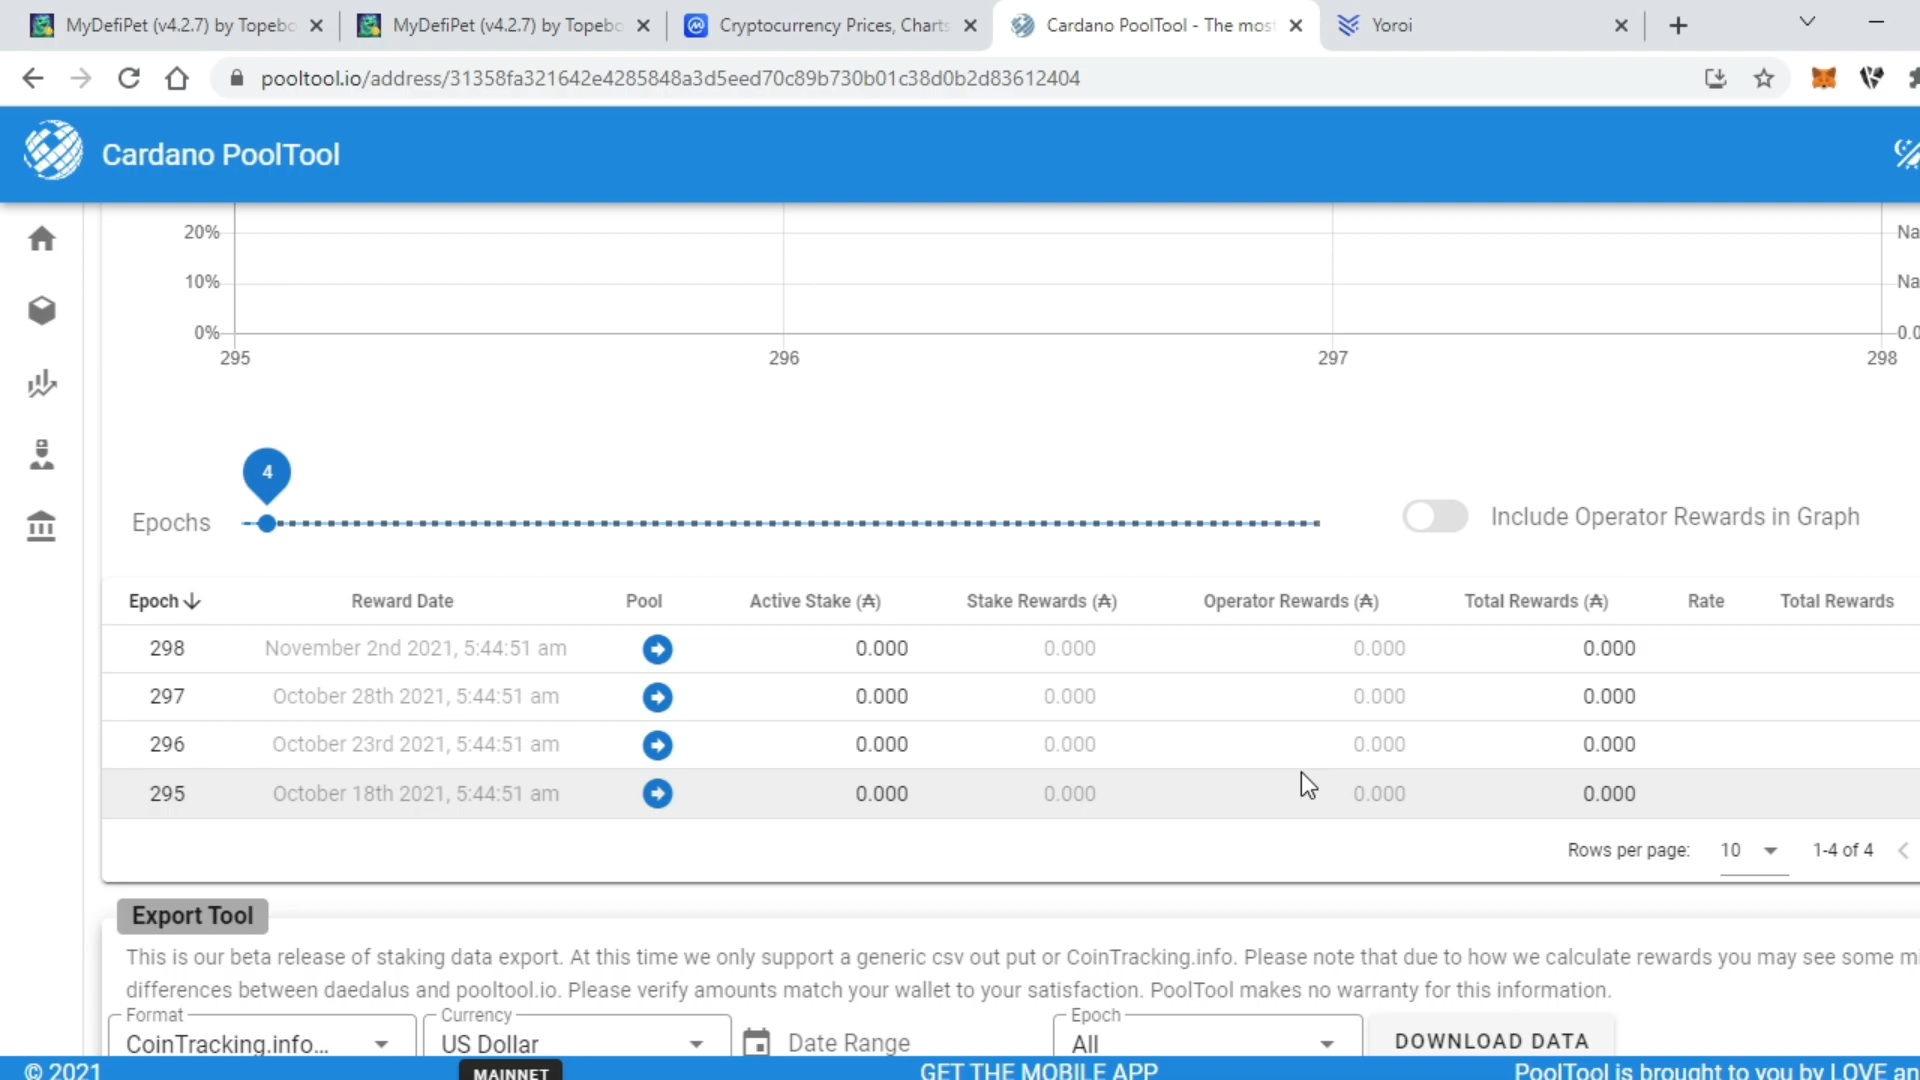 MyDefiPet (v4.2.7) by Topebo
MyDefiPet (v4.2.7) by Topebo
Cryptocurrency Prices, Charts
Cardano PoolTool - The most
Yoroi
pooltool.io/address/31358fa321642e4285848a3d5eed70c89b730b01c38d0b2d83612404
Cardano PoolTool
20%
Na
10%
Na
0%
0.0
295 296 297 298
4
Epochs
Include Operator Rewards in Graph
Epoch Reward Date Pool Active Stake (₳) Stake Rewards (₳) Operator Rewards (₳) Total Rewards (₳) Rate Total Rewards
298 November 2nd 2021, 5:44:51 am 0.000 0.000 0.000 0.000
297 October 28th 2021, 5:44:51 am 0.000 0.000 0.000 0.000
296 October 23rd 2021, 5:44:51 am 0.000 0.000 0.000 0.000
295 October 18th 2021, 5:44:51 am 0.000 0.000 0.000 0.000
Rows per page: 10 1-4 of 4
Export Tool
This is our beta release of staking data export. At this time we only support a generic csv out put or CoinTracking.info. Please note that due to how we calculate rewards you may see some mi
differences between daedalus and pooltool.io. Please verify amounts match your wallet to your satisfaction. PoolTool makes no warranty for this information.
Format Currency Epoch
CoinTracking.info... US Dollar Date Range All DOWNLOAD DATA
© 2021 MAINNET GET THE MOBILE APP PoolTool is brought to you by LOVE an